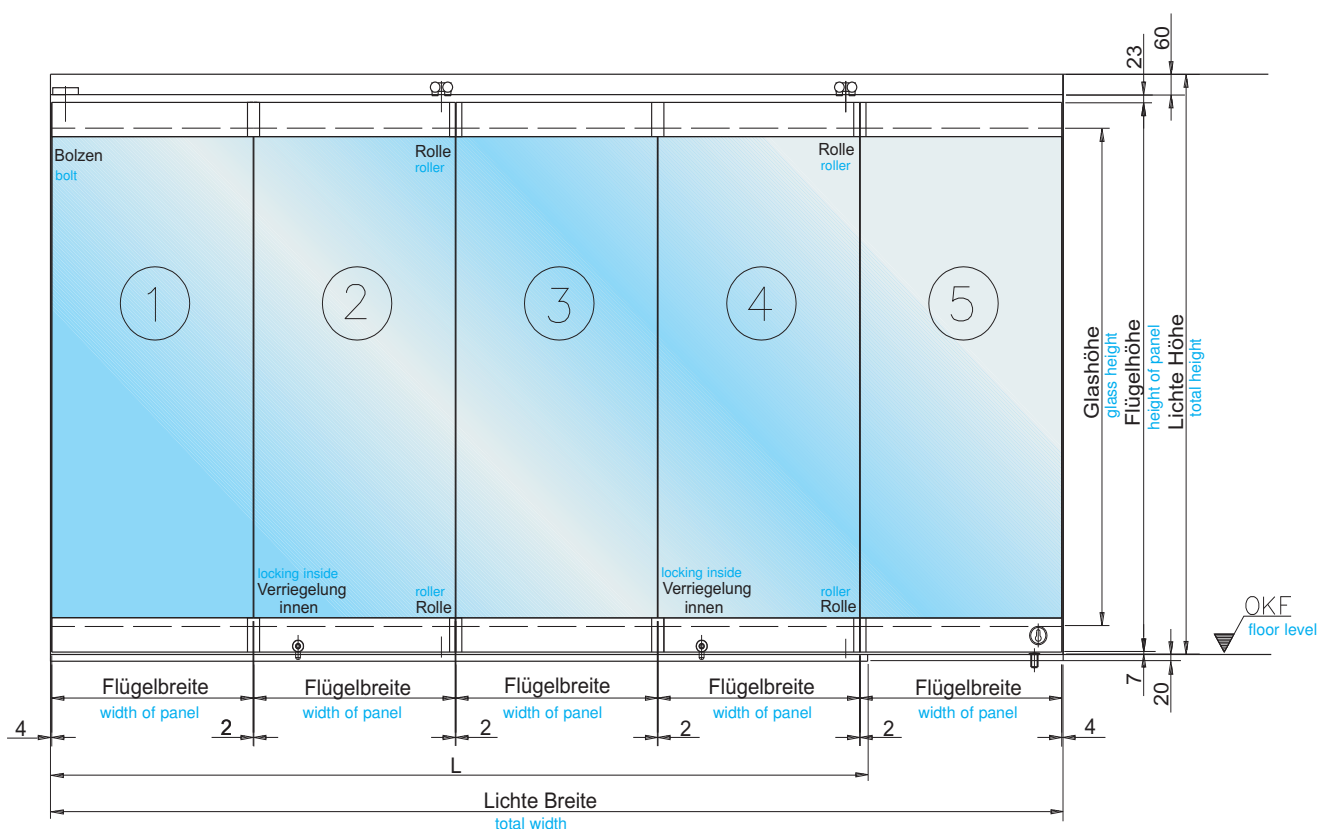 23
60
Bolzen
bolt
Rolle
roller
Rolle
roller
1
2
3
4
5
Glashöhe
glass height
Flügelhöhe
height of panel
Lichte Höhe
total height
locking inside
Verriegelung
innen
roller
Rolle
locking inside
Verriegelung
innen
roller
Rolle
OKF
floor level
7
20
Flügelbreite
width of panel
Flügelbreite
width of panel
Flügelbreite
width of panel
Flügelbreite
width of panel
Flügelbreite
width of panel
4
2
2
2
2
4
L
Lichte Breite
total width